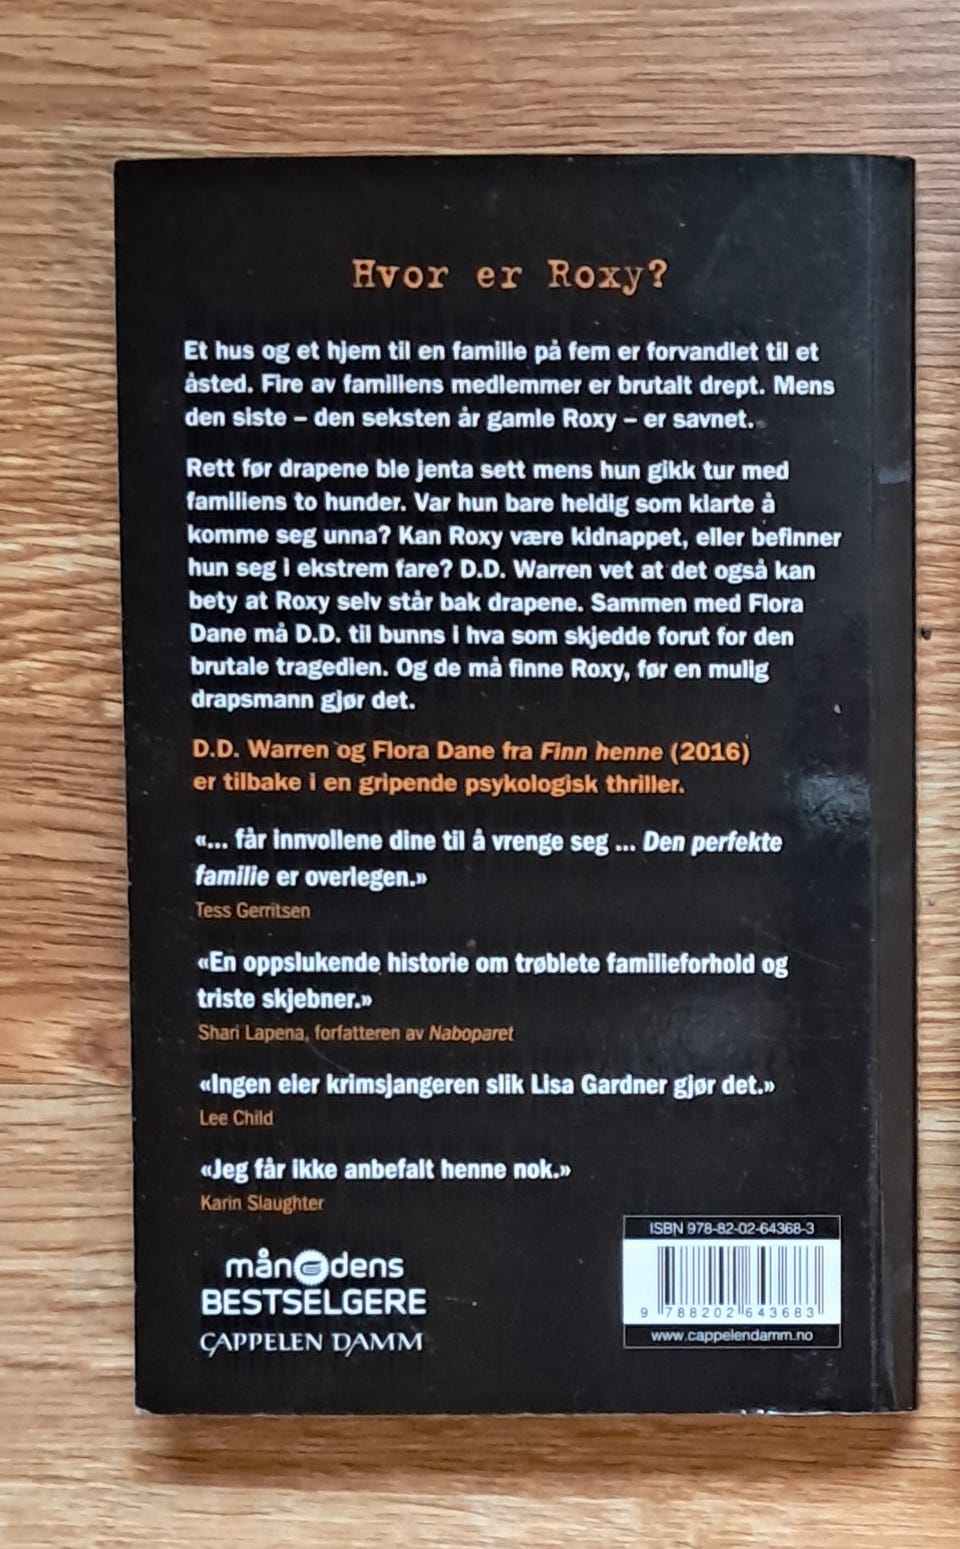 Hvor er Roxy?
Et hus og et hjem til en familie på fem er forvandlet til et
åsted. Fire av familiens medlemmer er brutalt drept. Mens
den siste – den seksten år gamle Roxy – er savnet.
Rett før drapene ble jenta sett mens hun gikk tur med
familiens to hunder. Var hun bare heldig som klarte å
komme seg unna? Kan Roxy være kidnappet, eller befinner
hun seg i ekstrem fare? D.D. Warren vet at det også kan
bety at Roxy selv står bak drapene. Sammen med Flora
Dane må D.D. til bunns i hva som skjedde forut for den
brutale tragedien. Og de må finne Roxy, før en mulig
drapsmann gjør det.
D.D. Warren og Flora Dane fra Finn henne (2016)
er tilbake i en gripende psykologisk thriller.
«... får innvollene dine til å vrenge seg ... Den perfekte
familie er overlegen.»
Tess Gerritsen
«En oppslukende historie om trøblete familieforhold og
triste skjebner.»
Shari Lapena, forfatteren av Naboparet
«Ingen eier krimsjangeren slik Lisa Gardner gjør det.»
Lee Child
«Jeg får ikke anbefalt henne nok.»
Karin Slaughter
månedens
BESTSELGERE
CAPPELEN DAMM
ISBN 978-82-02-64368-3
9 788202 643683
www.cappelendamm.no